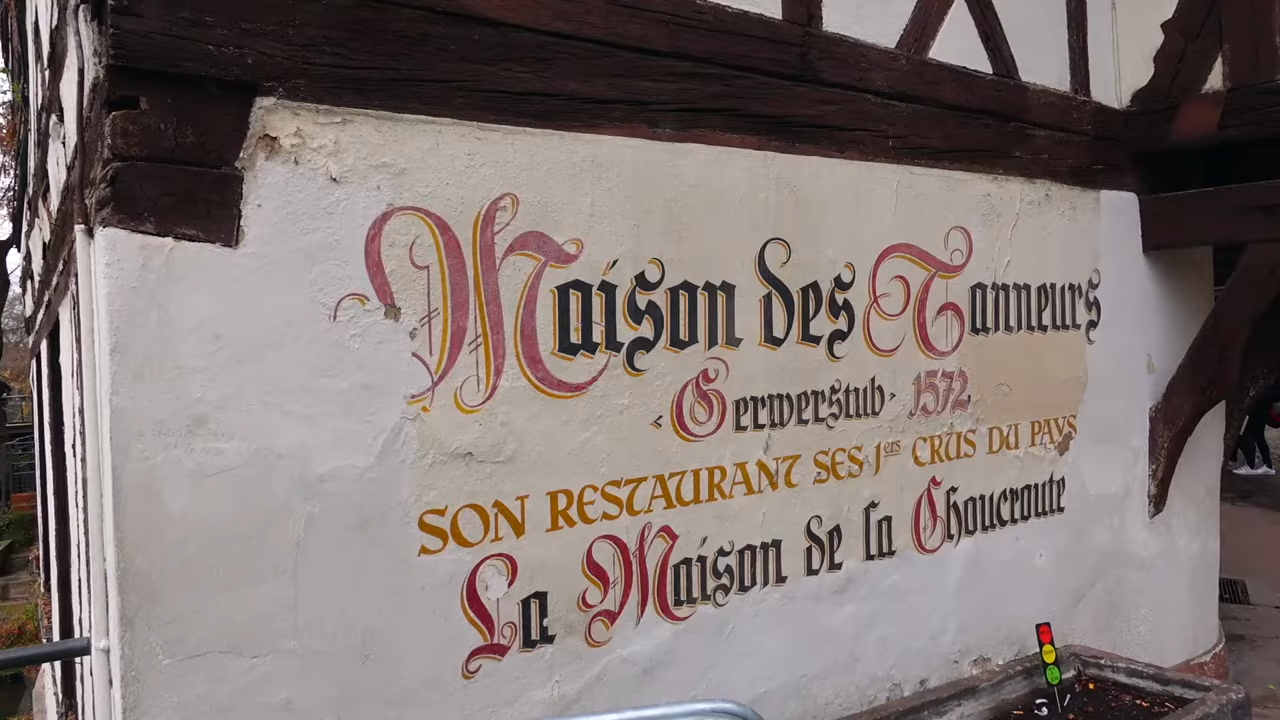 Maison des Tanneurs
‹ Gerwerstub › 1572
SON RESTAURANT SES 1ers CRUS DU PAYS
La Maison de la Choucroute